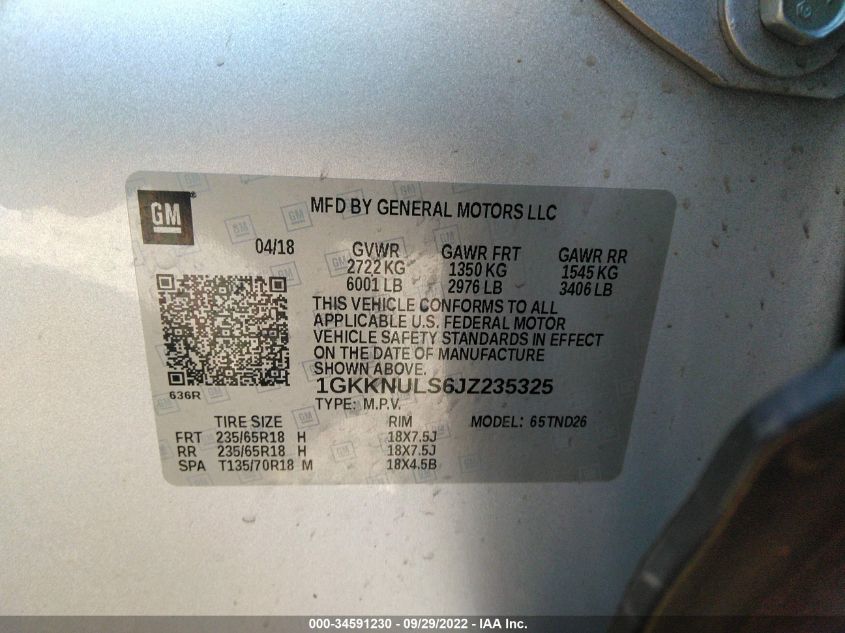 GM
®
MFD BY GENERAL MOTORS LLC
04/18 GVWR GAWR FRT GAWR RR
2722 KG 1350 KG 1545 KG
6001 LB 2976 LB 3406 LB
THIS VEHICLE CONFORMS TO ALL
APPLICABLE U.S. FEDERAL MOTOR
VEHICLE SAFETY STANDARDS IN EFFECT
ON THE DATE OF MANUFACTURE
SHOWN ABOVE.
636R
1GKKNULS6JZ235325
TYPE: M.P.V.
TIRE SIZE RIM MODEL: 65TND26
FRT 235/65R18 H 18X7.5J
RR 235/65R18 H 18X7.5J
SPA T135/70R18 M 18X4.5B
000-34591230 - 09/29/2022 - IAA Inc.